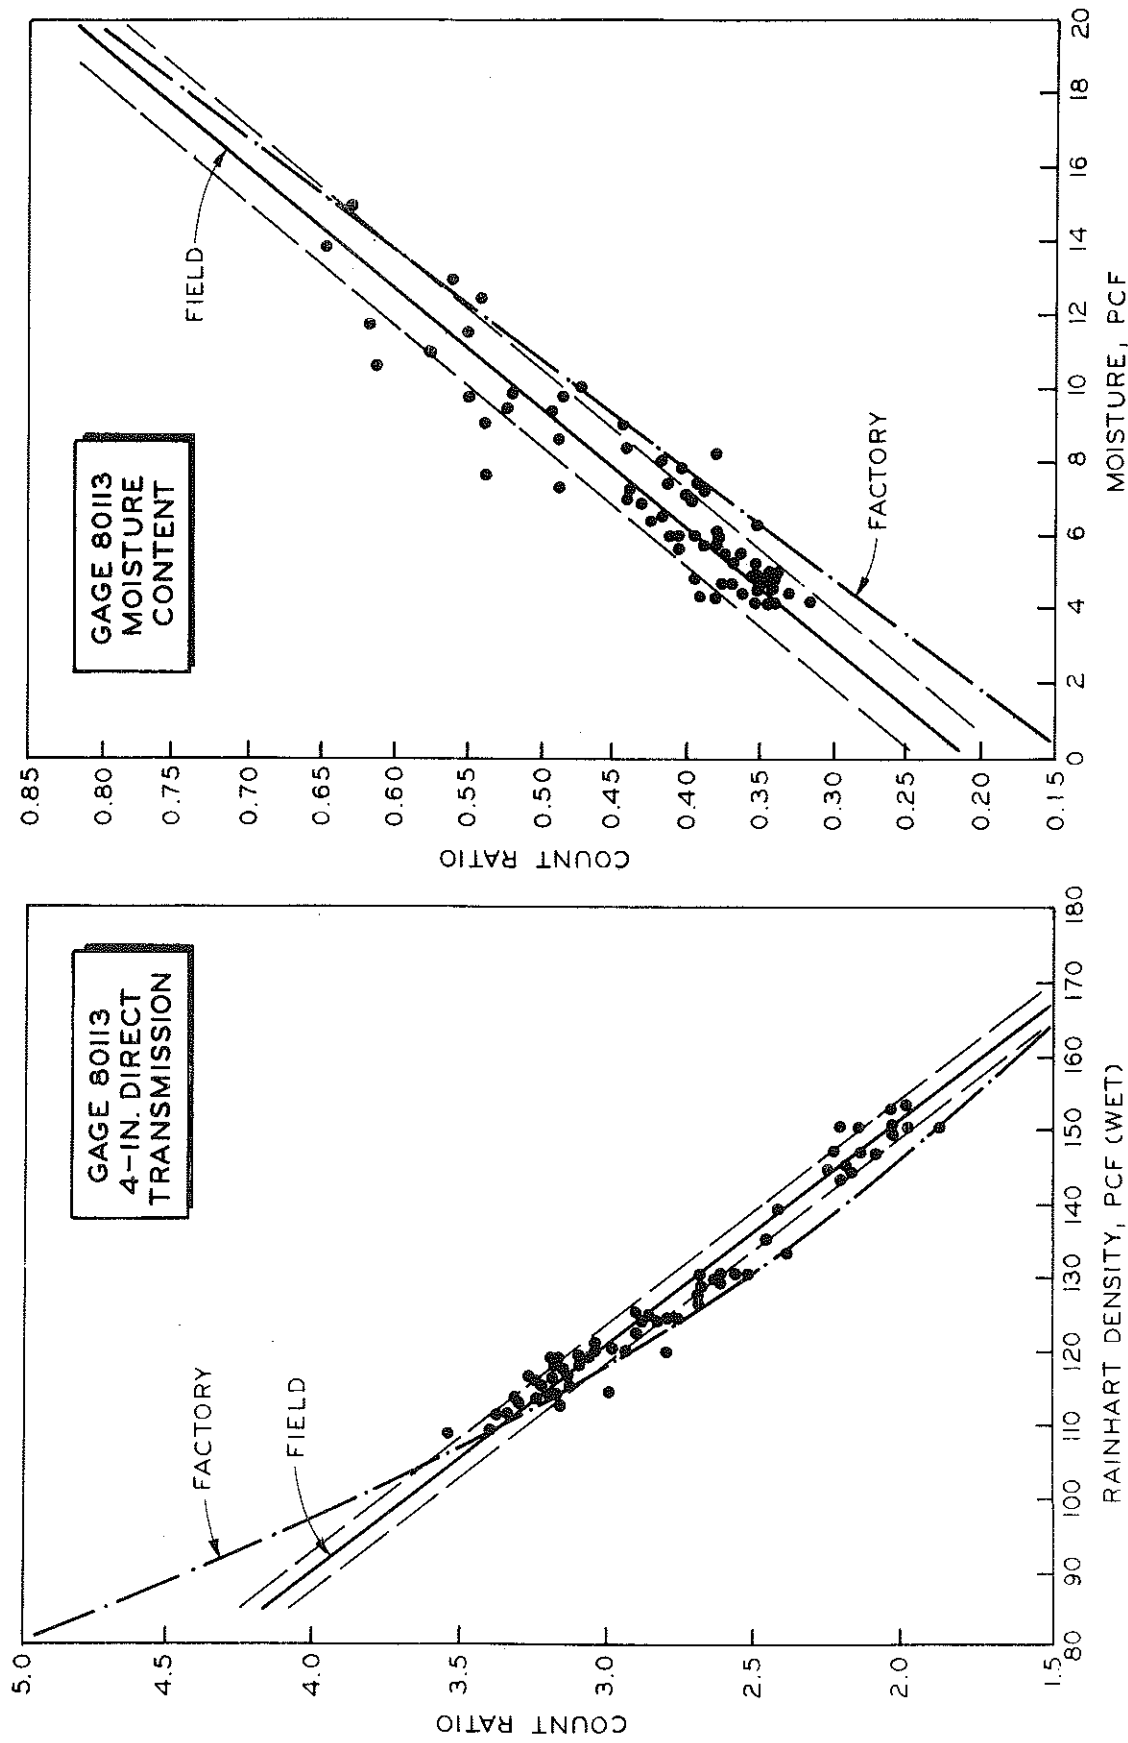 GAGE 80113
4-IN. DIRECT
TRANSMISSION
FACTORY
FIELD
5.0
4.5
4.0
3.5
3.0
2.5
2.0
1.5
COUNT RATIO
80 90 100 110 120 130 140 150 160 170 180
RAINHART DENSITY, PCF (WET)
GAGE 80113
MOISTURE
CONTENT
FIELD
FACTORY
0.85
0.80
0.75
0.70
0.65
0.60
0.55
0.50
0.45
0.40
0.35
0.30
0.25
0.20
0.15
COUNT RATIO
0 2 4 6 8 10 12 14 16 18 20
MOISTURE, PCF